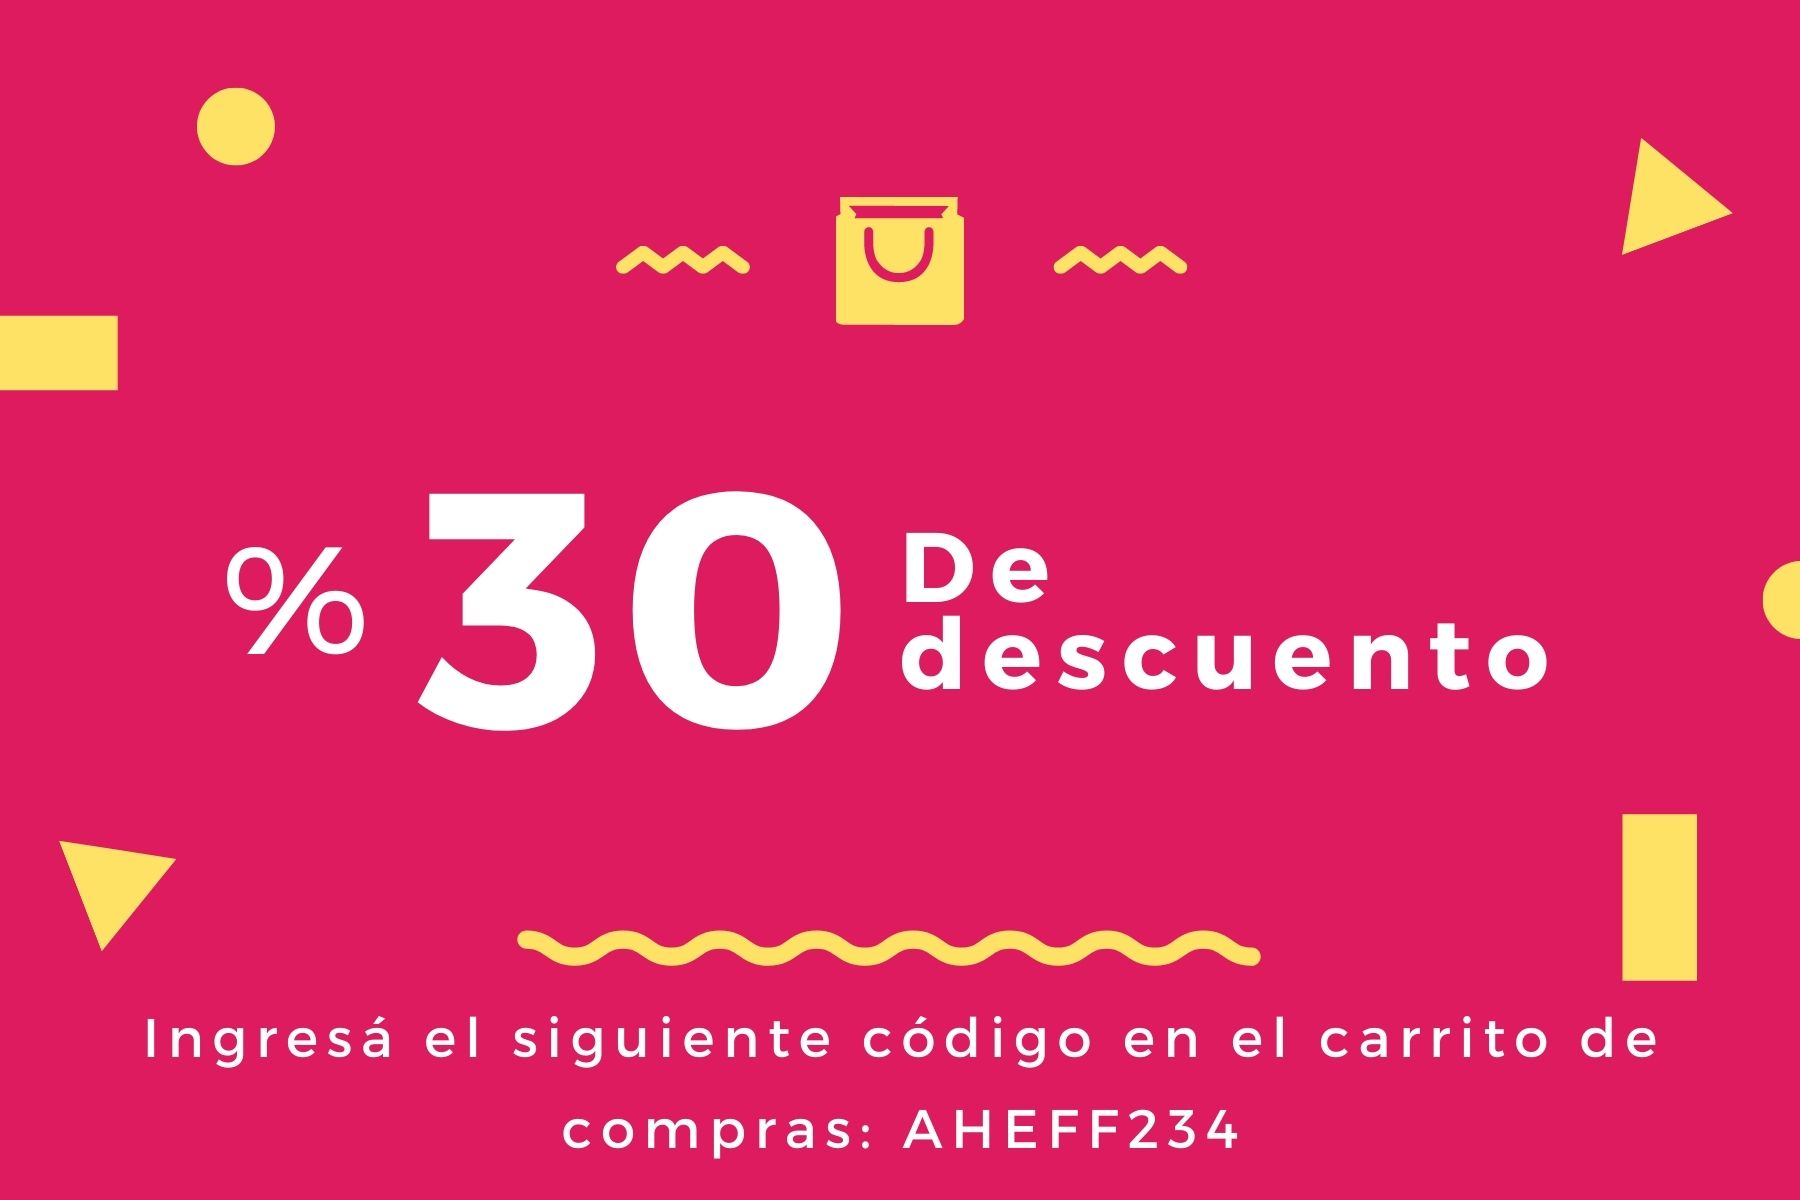 % 30 De
descuento
Ingresá el siguiente código en el carrito de
compras: AHEFF234